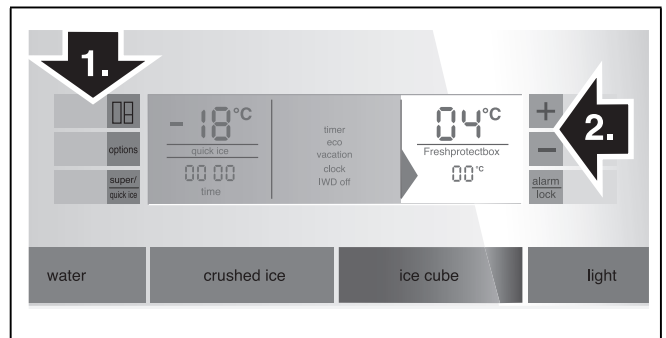 1.
-18°C
quick ice
00 00
time
timer
eco
vacation
clock
IWD off
04°C
Freshprotectbox
00°C
options
super/
quick ice
+
−
alarm
lock
2.
water
crushed ice
ice cube
light